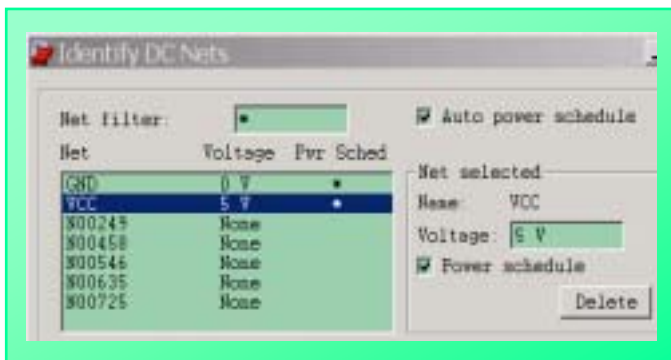 Identify DC Nets
Net filter: *
Auto power schedule
Net Voltage Pwr Sched
GND 0 V *
VCC 5 V *
N00249 None
N00458 None
N00546 None
N00635 None
N00725 None
Net selected
Name: VCC
Voltage: 5 V
Power schedule
Delete